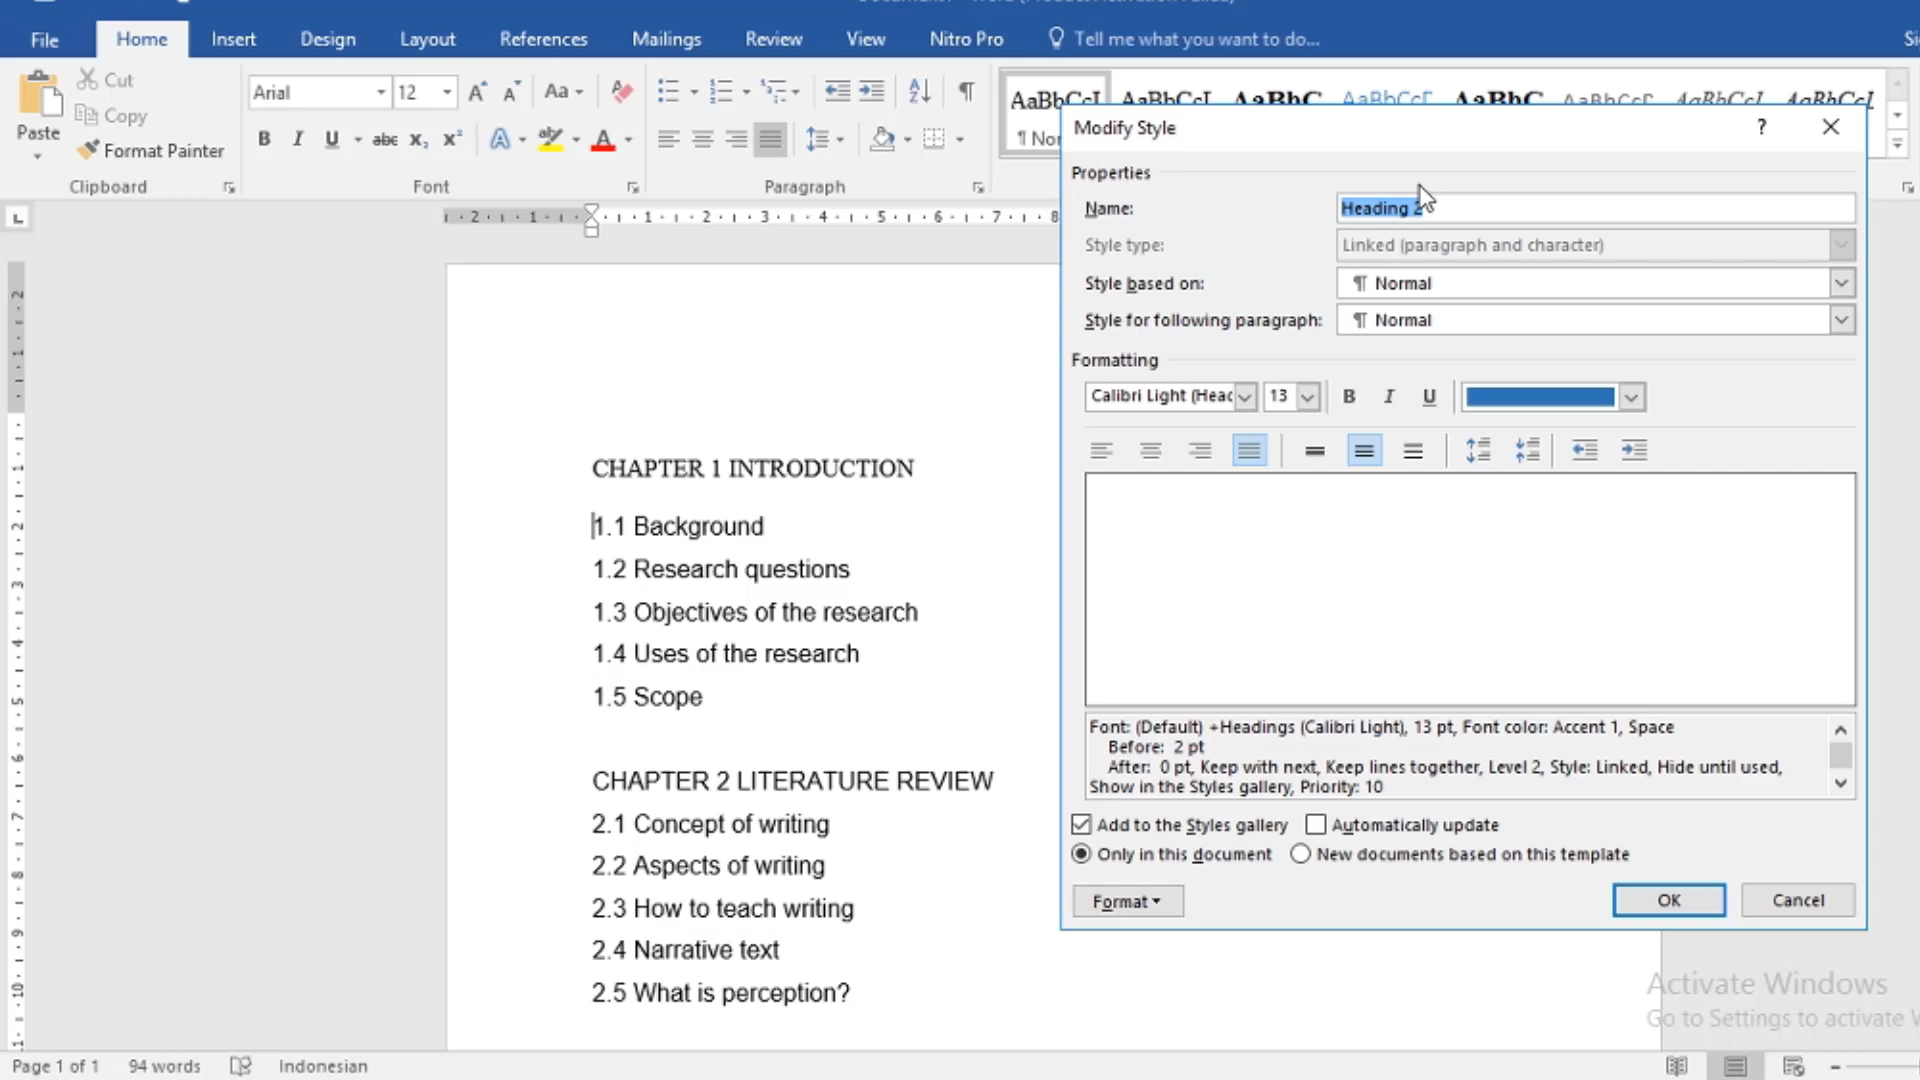 File
Home
Insert
Design
Layout
References
Mailings
Review
View
Nitro Pro
Tell me what you want to do...
Paste
Cut
Copy
Format Painter
Clipboard
Arial
12
Aa
B I U abc X₂ X²
Font
Paragraph
AaBbCcI AaBbCcI AaBbC AaBbCcE AaBbC AaBbCcE AaBbCcI AaBbCcI
¶ Nor
Modify Style
Properties
Name:
Heading 2
Style type:
Linked (paragraph and character)
Style based on:
¶ Normal
Style for following paragraph:
¶ Normal
Formatting
Calibri Light (Head
13
B I U
Font: (Default) +Headings (Calibri Light), 13 pt, Font color: Accent 1, Space
Before: 2 pt
After: 0 pt, Keep with next, Keep lines together, Level 2, Style: Linked, Hide until used,
Show in the Styles gallery, Priority: 10
Add to the Styles gallery
Automatically update
Only in this document
New documents based on this template
Format
OK
Cancel
CHAPTER 1 INTRODUCTION
1.1 Background
1.2 Research questions
1.3 Objectives of the research
1.4 Uses of the research
1.5 Scope
CHAPTER 2 LITERATURE REVIEW
2.1 Concept of writing
2.2 Aspects of writing
2.3 How to teach writing
2.4 Narrative text
2.5 What is perception?
Activate Windows
Go to Settings to activate
Page 1 of 1
94 words
Indonesian